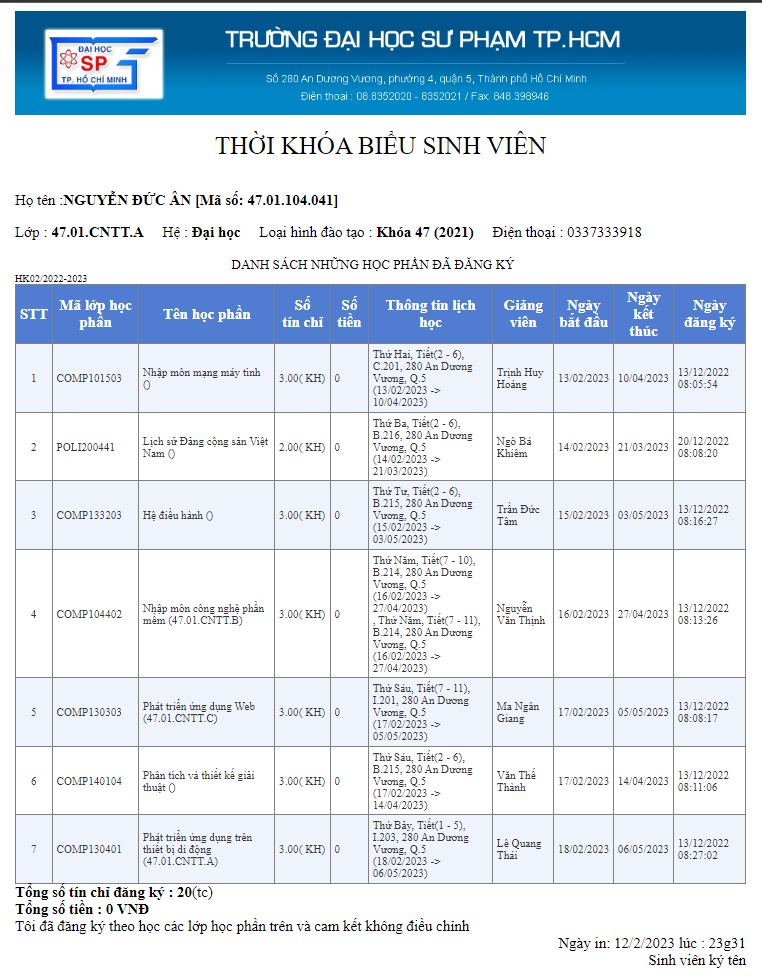 ĐẠI HỌC
SP
TP. HỒ CHÍ MINH
TRƯỜNG ĐẠI HỌC SƯ PHẠM TP.HCM
Số 280 An Dương Vương, phường 4, quận 5, Thành phố Hồ Chí Minh
Điện thoại : 08.8352020 - 8352021 / Fax: 848.398946
THỜI KHÓA BIỂU SINH VIÊN
Họ tên :NGUYỄN ĐỨC ÂN [Mã số: 47.01.104.041]
Lớp : 47.01.CNTT.A Hệ : Đại học Loại hình đào tạo : Khóa 47 (2021) Điện thoại : 0337333918
DANH SÁCH NHỮNG HỌC PHẦN ĐÃ ĐĂNG KÝ
HK02/2022-2023
STT
Mã lớp học
phần
Tên học phần
Số
tín chỉ
Số
tiền
Thông tin lịch
học
Giảng
viên
Ngày
bắt đầu
Ngày
kết
thúc
Ngày
đăng ký
1
COMP101503
Nhập môn mạng máy tính
()
3.00( KH)
0
Thứ Hai, Tiết(2 - 6),
C.201, 280 An Dương
Vương, Q.5
(13/02/2023 ->
10/04/2023)
Trịnh Huy
Hoàng
13/02/2023
10/04/2023
13/12/2022
08:05:54
2
POLI200441
Lịch sử Đảng cộng sản Việt
Nam ()
2.00( KH)
0
Thứ Ba, Tiết(2 - 6),
B.216, 280 An Dương
Vương, Q.5
(14/02/2023 ->
21/03/2023)
Ngô Bá
Khiêm
14/02/2023
21/03/2023
20/12/2022
08:08:20
3
COMP133203
Hệ điều hành ()
3.00( KH)
0
Thứ Tư, Tiết(2 - 6),
B.215, 280 An Dương
Vương, Q.5
(15/02/2023 ->
03/05/2023)
Trần Đức
Tâm
15/02/2023
03/05/2023
13/12/2022
08:16:27
4
COMP104402
Nhập môn công nghệ phần
mềm (47.01.CNTT.B)
3.00( KH)
0
Thứ Năm, Tiết(7 - 10),
B.214, 280 An Dương
Vương, Q.5
(16/02/2023 ->
27/04/2023)
, Thứ Năm, Tiết(7 - 11),
B.214, 280 An Dương
Vương, Q.5
(16/02/2023 ->
27/04/2023)
Nguyễn
Văn Thịnh
16/02/2023
27/04/2023
13/12/2022
08:13:26
5
COMP130303
Phát triển ứng dụng Web
(47.01.CNTT.C)
3.00( KH)
0
Thứ Sáu, Tiết(7 - 11),
I.201, 280 An Dương
Vương, Q.5
(17/02/2023 ->
05/05/2023)
Ma Ngân
Giang
17/02/2023
05/05/2023
13/12/2022
08:08:17
6
COMP140104
Phân tích và thiết kế giải
thuật ()
3.00( KH)
0
Thứ Sáu, Tiết(2 - 6),
B.215, 280 An Dương
Vương, Q.5
(17/02/2023 ->
14/04/2023)
Văn Thế
Thành
17/02/2023
14/04/2023
13/12/2022
08:11:06
7
COMP130401
Phát triển ứng dụng trên
thiết bị di động
(47.01.CNTT.A)
3.00( KH)
0
Thứ Bảy, Tiết(1 - 5),
I.203, 280 An Dương
Vương, Q.5
(18/02/2023 ->
06/05/2023)
Lê Quang
Thái
18/02/2023
06/05/2023
13/12/2022
08:27:02
Tổng số tín chỉ đăng ký : 20(tc)
Tổng số tiền : 0 VNĐ
Tôi đã đăng ký theo học các lớp học phần trên và cam kết không điều chỉnh
Ngày in: 12/2/2023 lúc : 23g31
Sinh viên ký tên